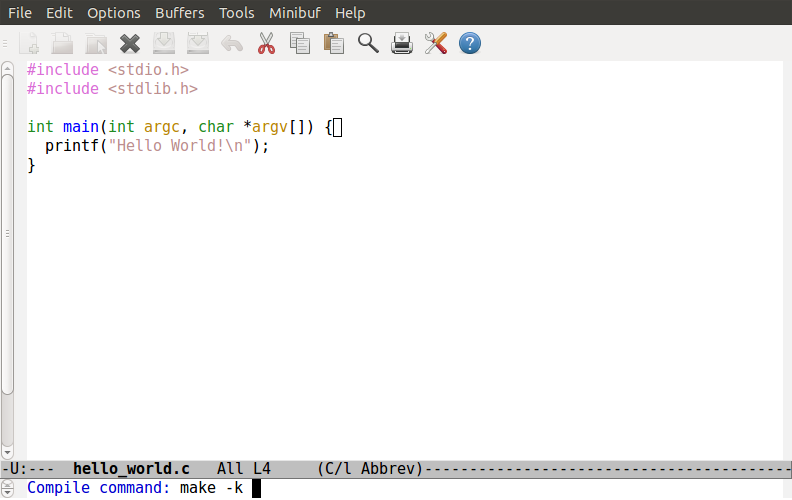 File Edit Options Buffers Tools Minibuf Help
#include <stdio.h>
#include <stdlib.h>
int main(int argc, char *argv[]) {
  printf("Hello World!\n");
}
-U:---  hello_world.c   All L4     (C/l Abbrev)-----------------------------------------
Compile command: make -k